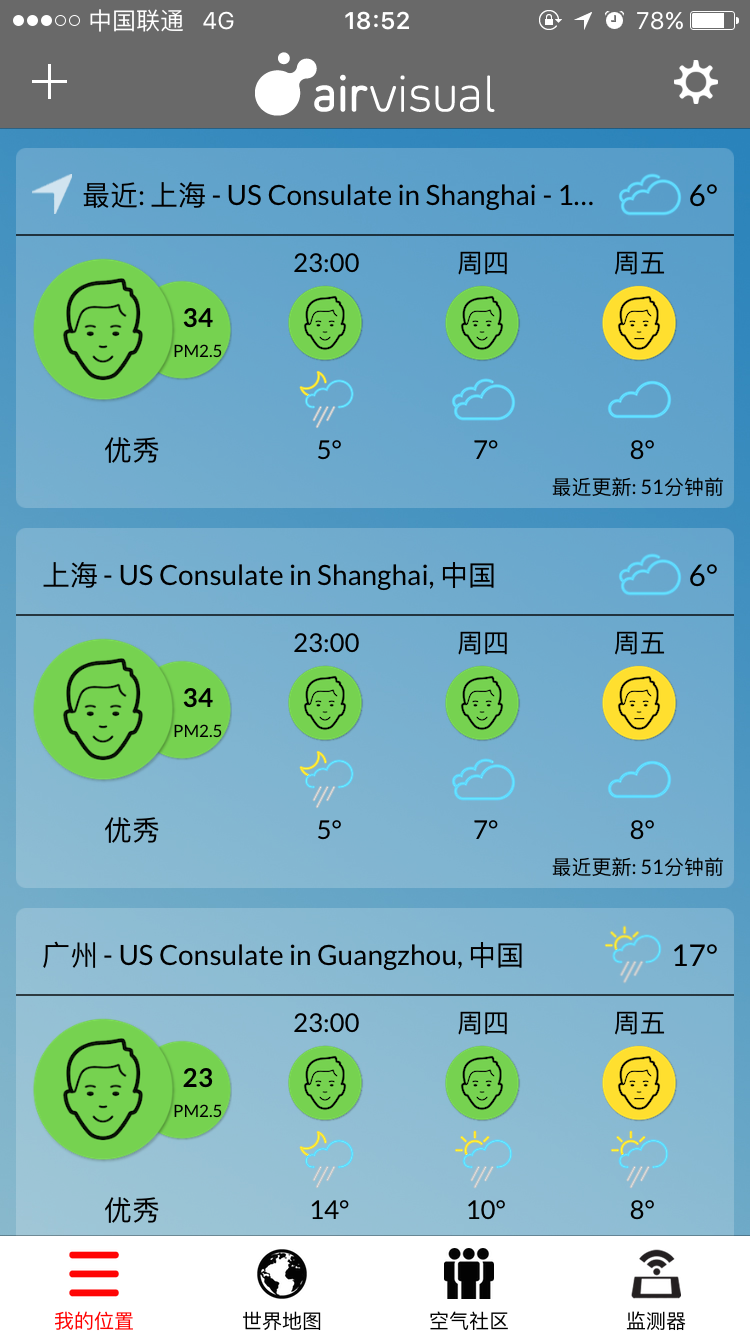 中国联通 4G 18:52 78%
airvisual
最近: 上海 - US Consulate in Shanghai - 1... 6°
23:00 周四 周五
34
PM2.5
优秀 5° 7° 8°
最近更新: 51分钟前
上海 - US Consulate in Shanghai, 中国 6°
23:00 周四 周五
34
PM2.5
优秀 5° 7° 8°
最近更新: 51分钟前
广州 - US Consulate in Guangzhou, 中国 17°
23:00 周四 周五
23
PM2.5
优秀 14° 10° 8°
我的位置 世界地图 空气社区 监测器